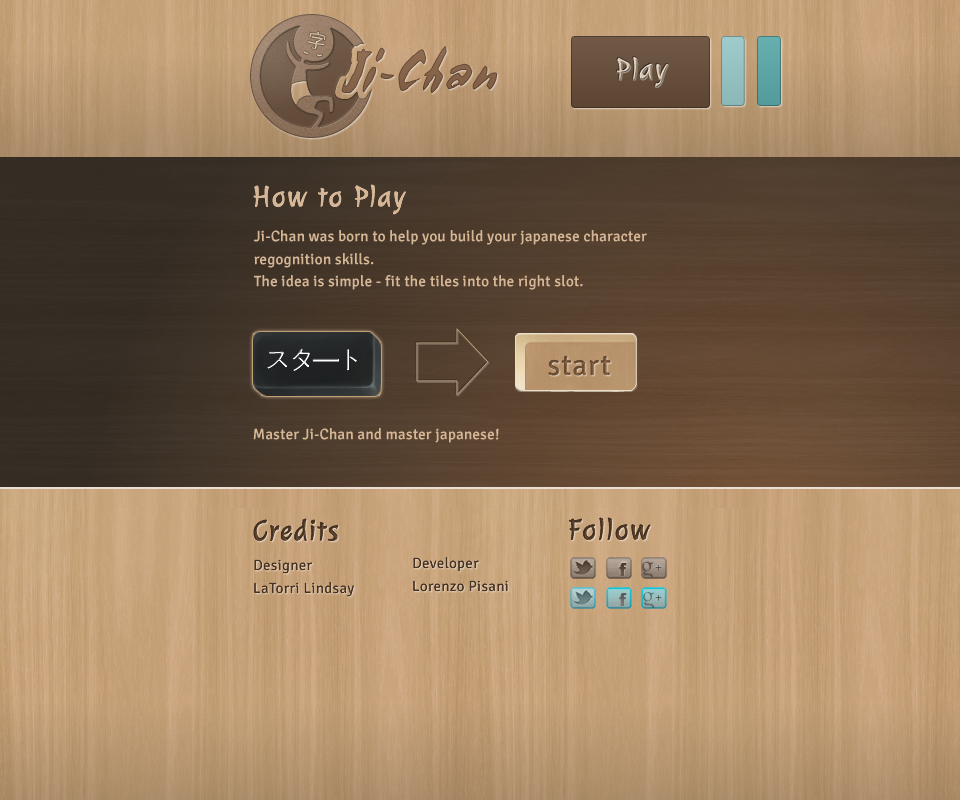 字
Ji-Chan
Play
How to Play
Ji-Chan was born to help you build your japanese character
regognition skills.
The idea is simple - fit the tiles into the right slot.
スタート
start
Master Ji-Chan and master japanese!
Credits
Designer
LaTorri Lindsay
Developer
Lorenzo Pisani
Follow
f g+
f g+